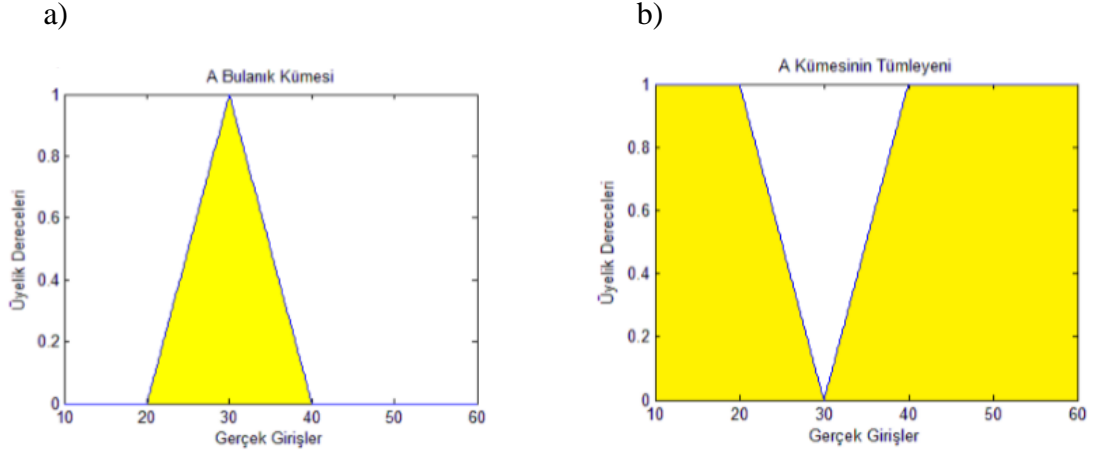 a)
A Bulanık Kümesi
1
0.8
0.6
0.4
0.2
0
Üyelik Dereceleri
10 20 30 40 50 60
Gerçek Girişler
b)
A Kümesinin Tümleyeni
1
0.8
0.6
0.4
0.2
0
Üyelik Dereceleri
10 20 30 40 50 60
Gerçek Girişler